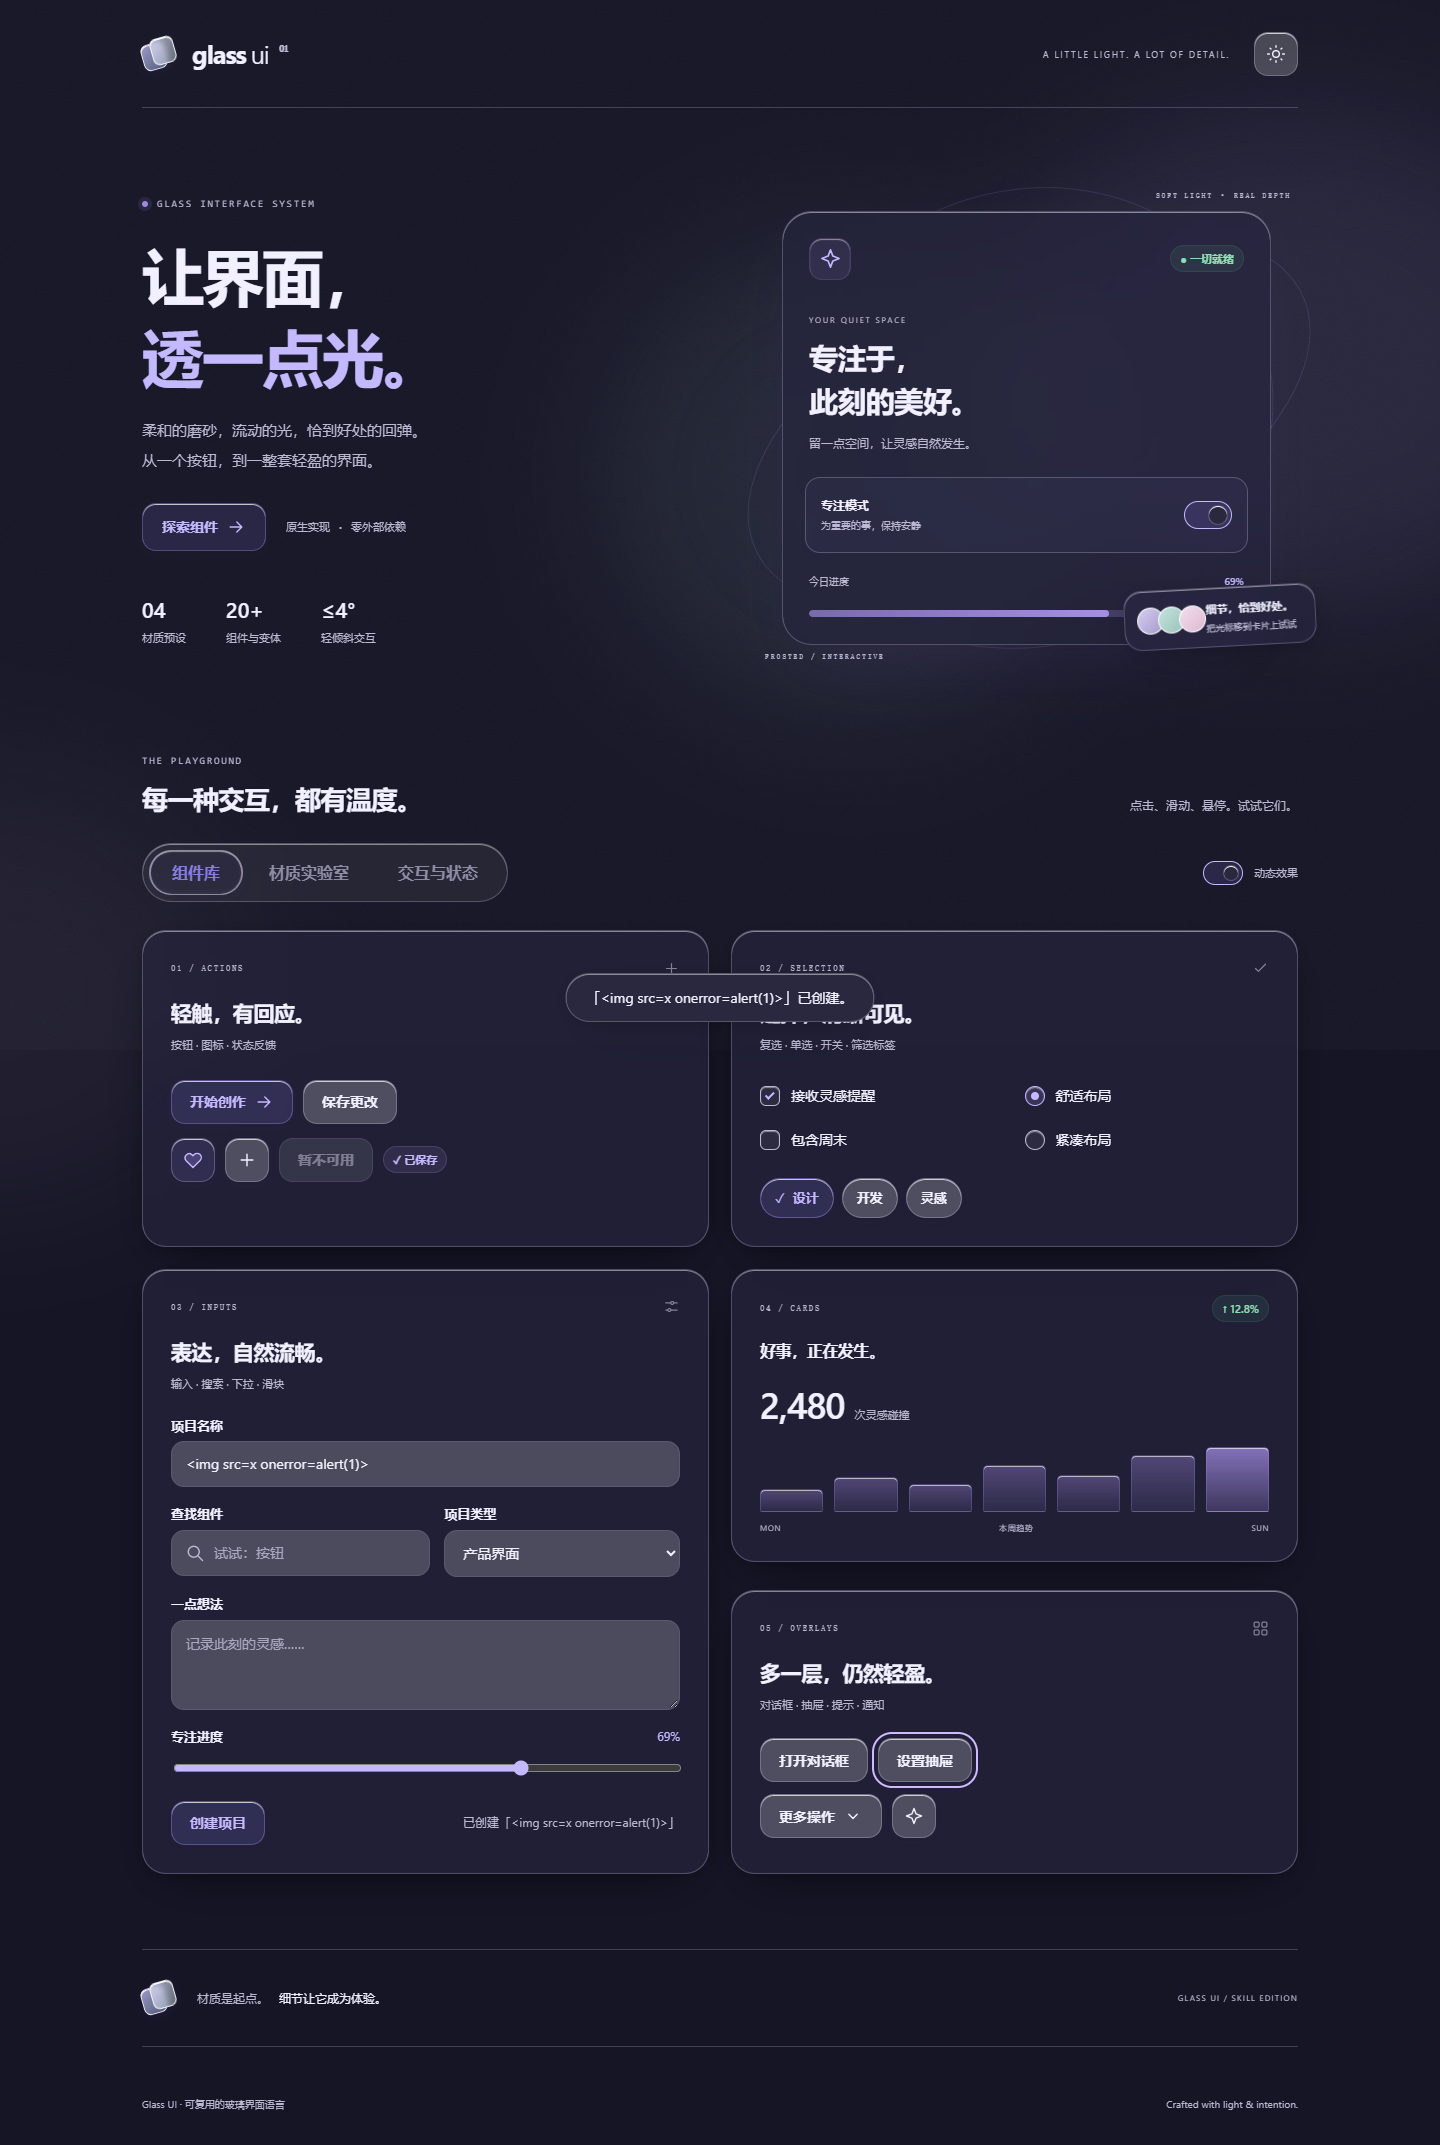 glass ui 01
A LITTLE LIGHT. A LOT OF DETAIL.
GLASS INTERFACE SYSTEM
让界面，
透一点光。
柔和的磨砂，流动的光，恰到好处的回弹。
从一个按钮，到一整套轻盈的界面。
探索组件
原生实现 · 零外部依赖
04
材质预设
20+
组件与变体
≤4°
轻倾斜交互
SOFT LIGHT • REAL DEPTH
一切就绪
YOUR QUIET SPACE
专注于，
此刻的美好。
留一点空间，让灵感自然发生。
专注模式
为重要的事，保持安静
今日进度
69%
细节，恰到好处。
把光标移到卡片上试试
FROSTED / INTERACTIVE
THE PLAYGROUND
每一种交互，都有温度。
点击、滑动、悬停。试试它们。
组件库
材质实验室
交互与状态
动态效果
01 / ACTIONS
轻触，有回应。
按钮 · 图标 · 状态反馈
开始创作
保存更改
暂不可用
✓ 已保存
「<img src=x onerror=alert(1)>」已创建。
02 / SELECTION
可见。
复选 · 单选 · 开关 · 筛选标签
接收灵感提醒
舒适布局
包含周末
紧凑布局
✓ 设计
开发
灵感
03 / INPUTS
表达，自然流畅。
输入 · 搜索 · 下拉 · 滑块
项目名称
<img src=x onerror=alert(1)>
查找组件
项目类型
试试：按钮
产品界面
一点想法
记录此刻的灵感……
专注进度
69%
创建项目
已创建「<img src=x onerror=alert(1)>」
04 / CARDS
↑ 12.8%
好事，正在发生。
2,480 次灵感碰撞
MON
本周趋势
SUN
05 / OVERLAYS
多一层，仍然轻盈。
对话框 · 抽屉 · 提示 · 通知
打开对话框
设置抽屉
更多操作
材质是起点。 细节让它成为体验。
GLASS UI / SKILL EDITION
Glass UI · 可复用的玻璃界面语言
Crafted with light & intention.